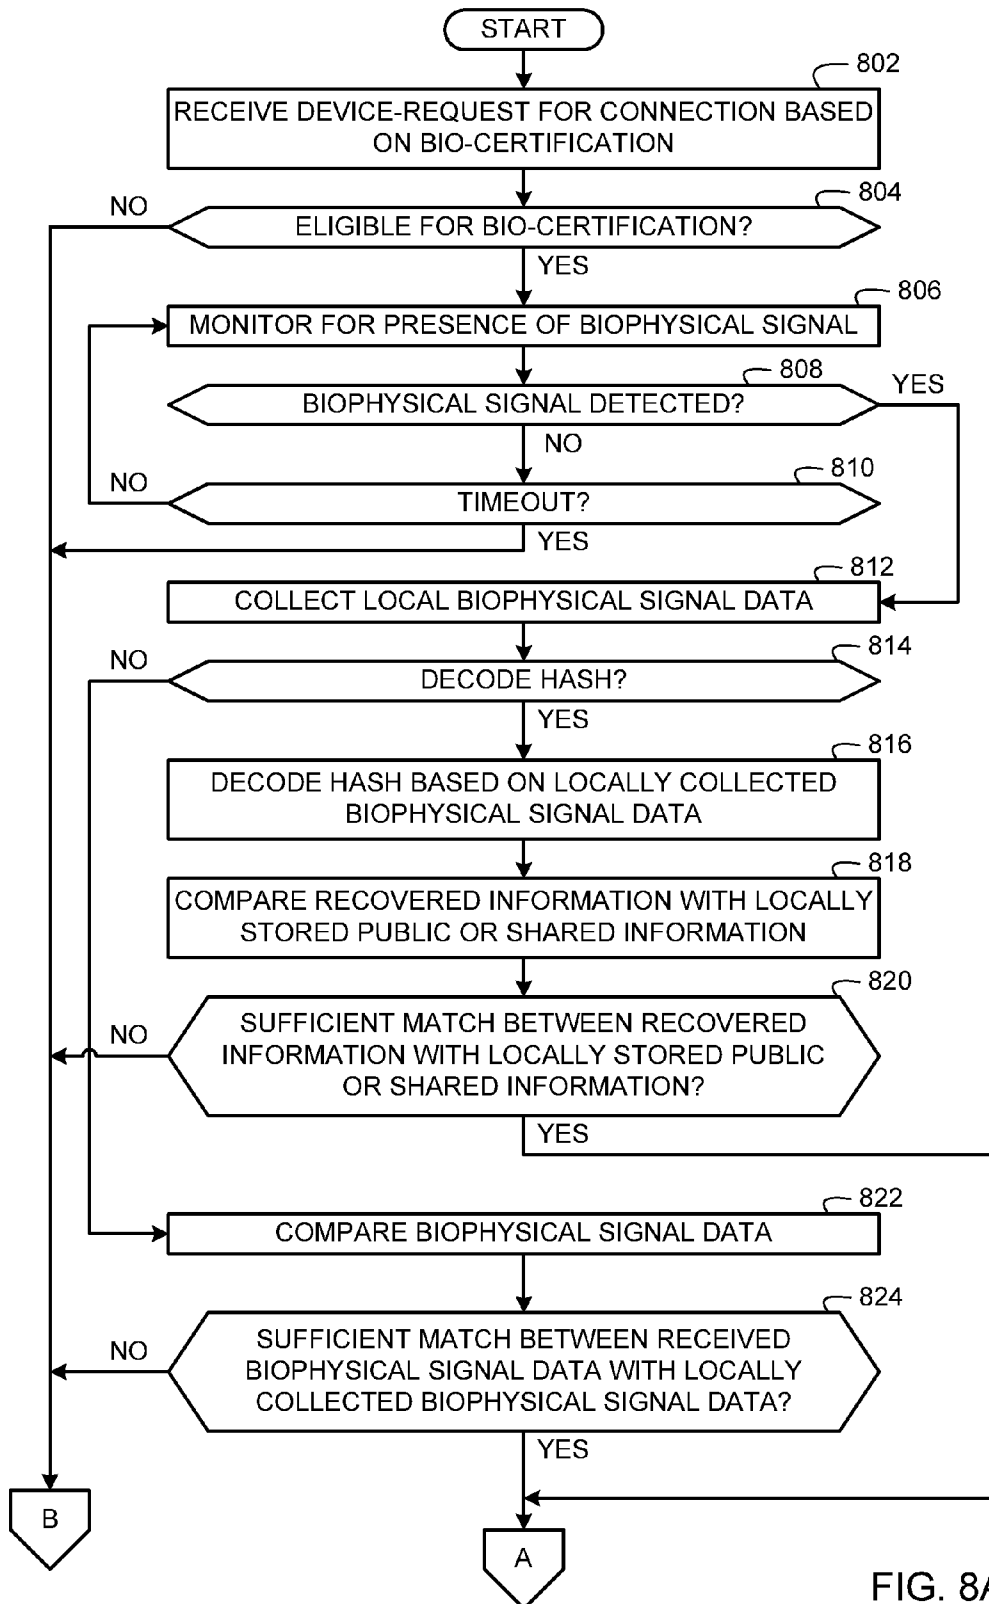 START
802
RECEIVE DEVICE-REQUEST FOR CONNECTION BASED
ON BIO-CERTIFICATION
804
NO
ELIGIBLE FOR BIO-CERTIFICATION?
YES
806
MONITOR FOR PRESENCE OF BIOPHYSICAL SIGNAL
808
YES
BIOPHYSICAL SIGNAL DETECTED?
NO
810
NO
TIMEOUT?
YES
812
COLLECT LOCAL BIOPHYSICAL SIGNAL DATA
814
NO
DECODE HASH?
YES
816
DECODE HASH BASED ON LOCALLY COLLECTED
BIOPHYSICAL SIGNAL DATA
818
COMPARE RECOVERED INFORMATION WITH LOCALLY
STORED PUBLIC OR SHARED INFORMATION
820
NO
SUFFICIENT MATCH BETWEEN RECOVERED
INFORMATION WITH LOCALLY STORED PUBLIC
OR SHARED INFORMATION?
YES
822
COMPARE BIOPHYSICAL SIGNAL DATA
824
NO
SUFFICIENT MATCH BETWEEN RECEIVED
BIOPHYSICAL SIGNAL DATA WITH LOCALLY
COLLECTED BIOPHYSICAL SIGNAL DATA?
YES
B
A
FIG. 8A